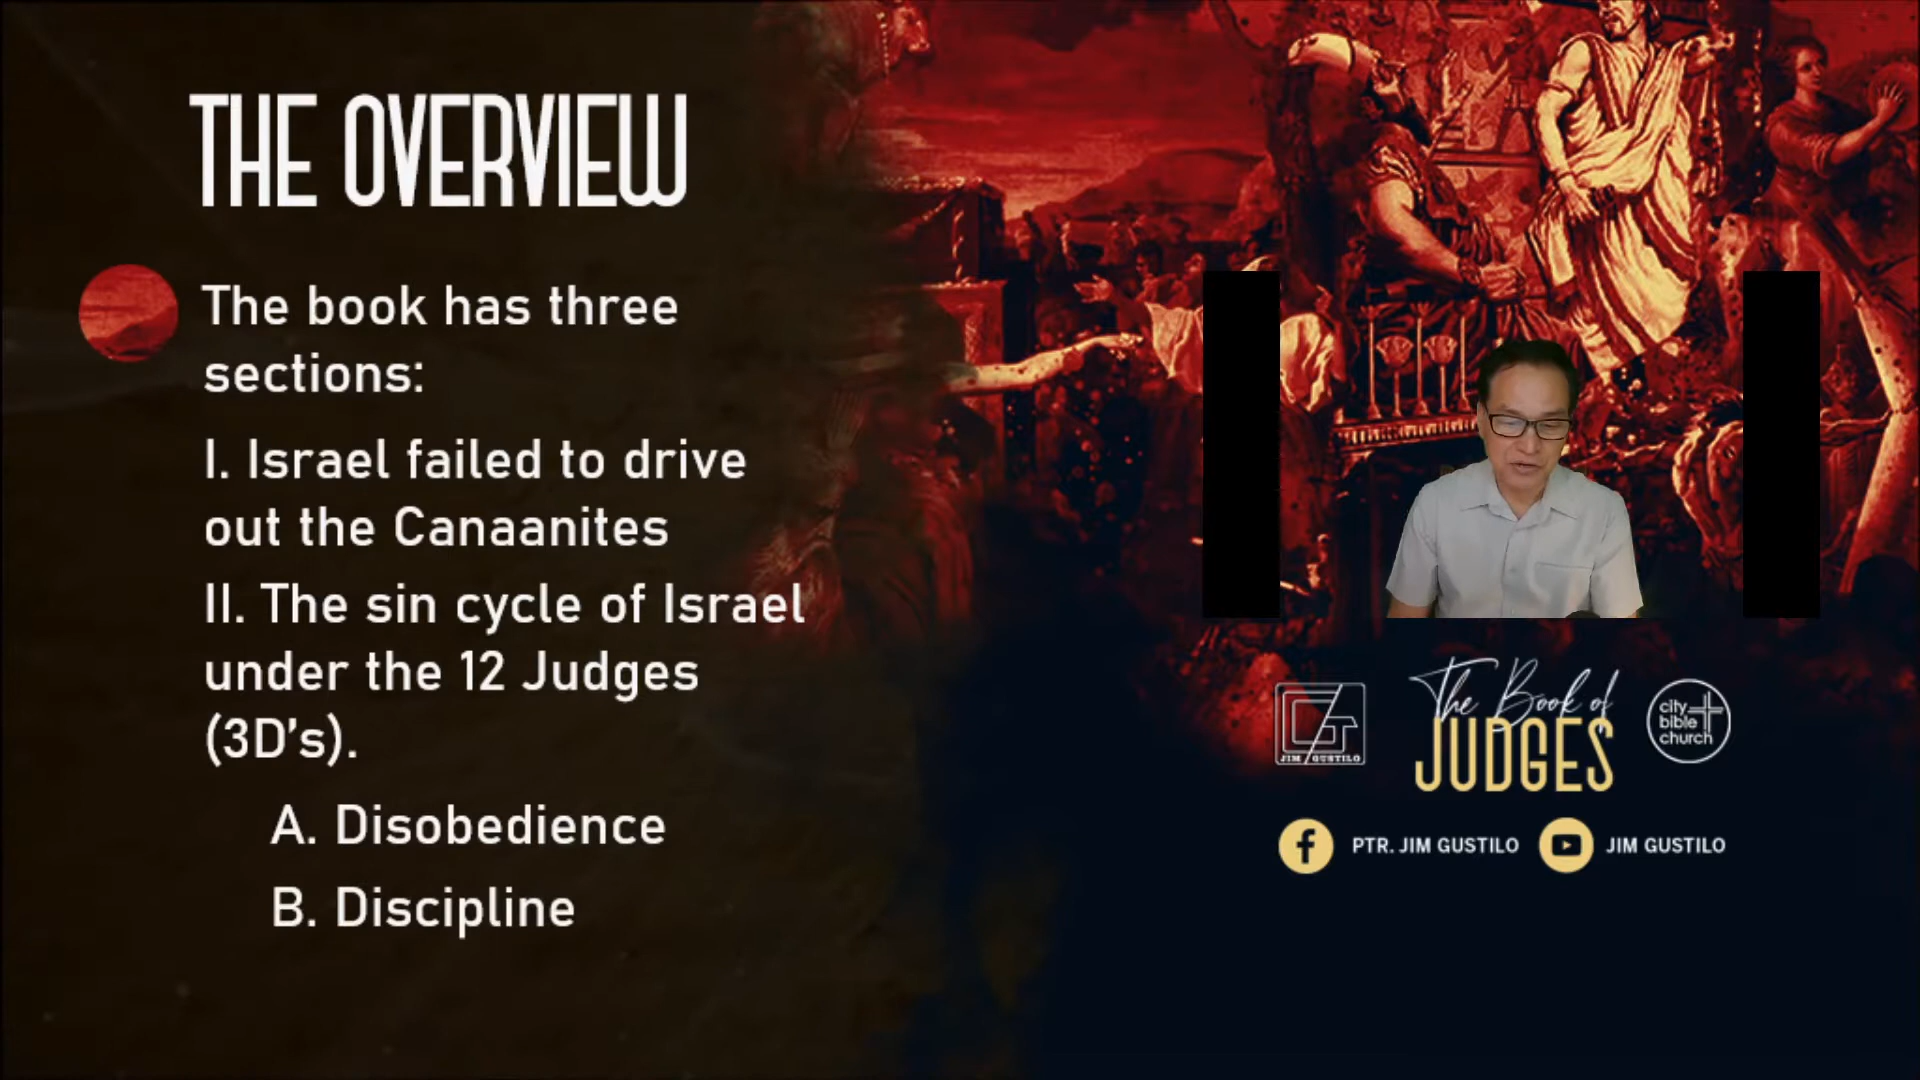 THE OVERVIEW
The book has three
sections:
I. Israel failed to drive
out the Canaanites
II. The sin cycle of Israel
under the 12 Judges
(3D's).
A. Disobedience
B. Discipline
JIM GUSTILO
The Book of
JUDGES
city
bible
church
PTR. JIM GUSTILO
JIM GUSTILO